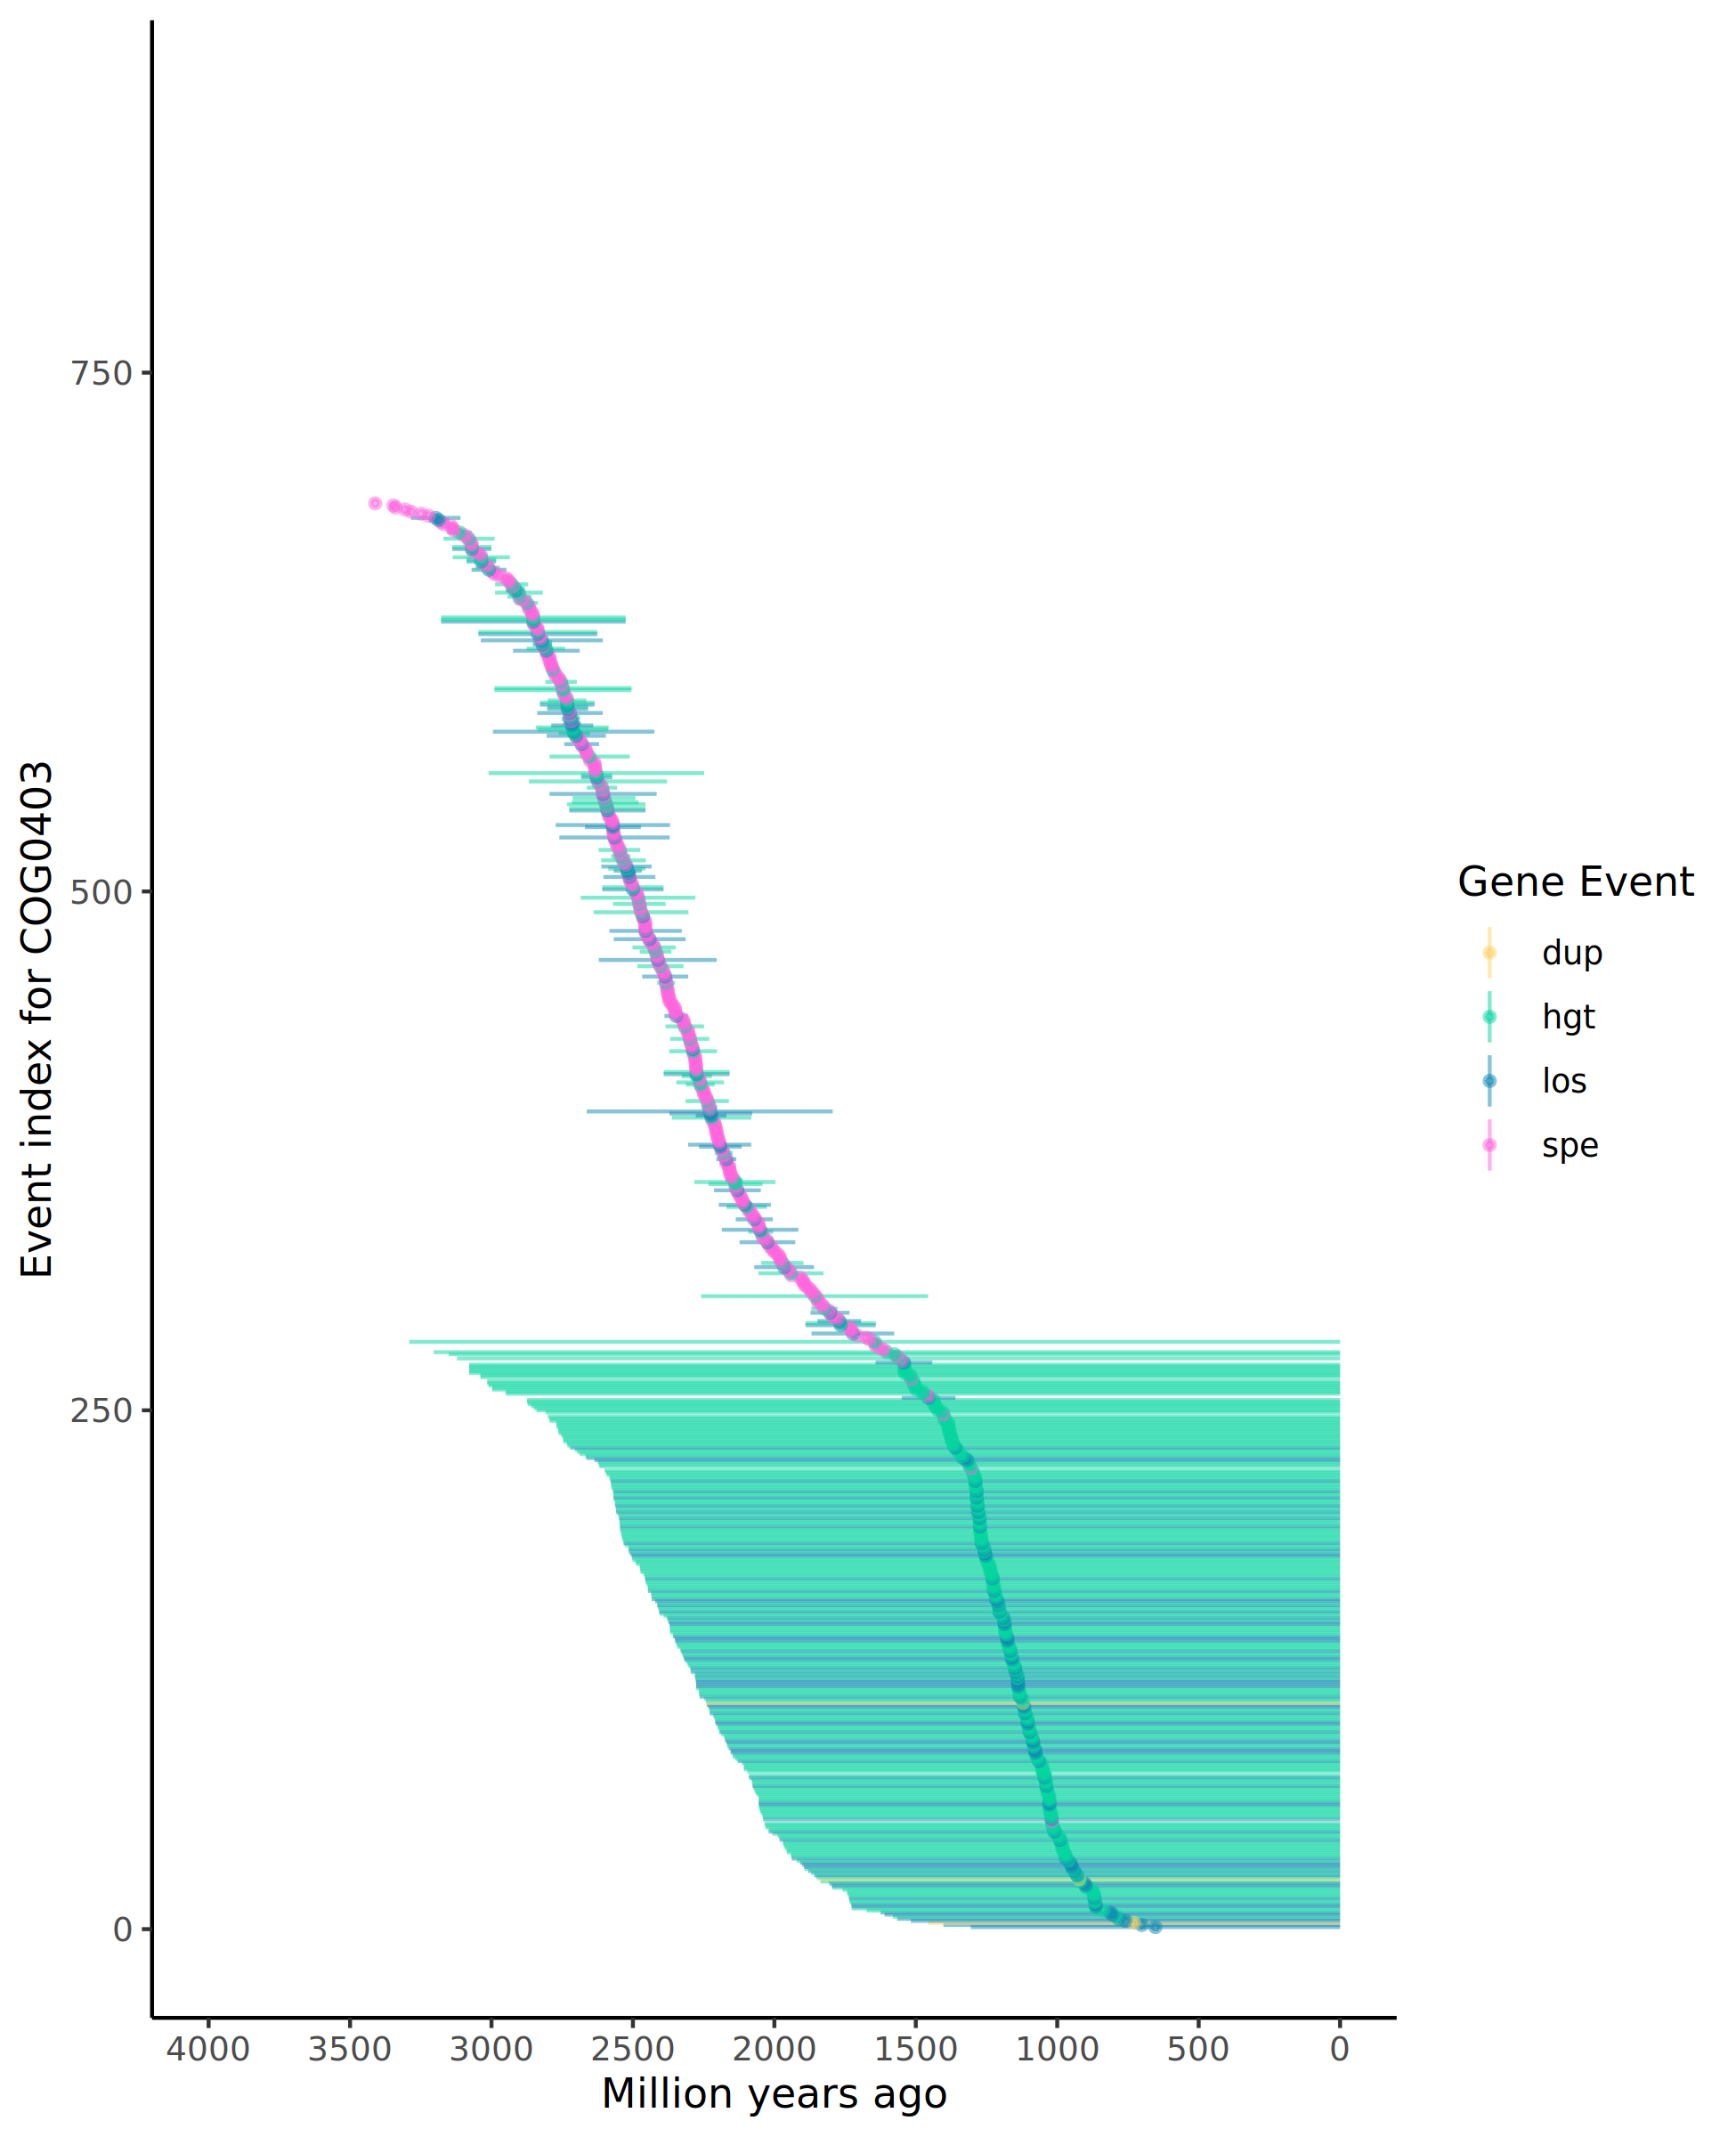 750
500
250
0
Event index for COG0403
4000 3500 3000 2500 2000 1500 1000 500 0
Million years ago
Gene Event
dup
hgt
los
spe